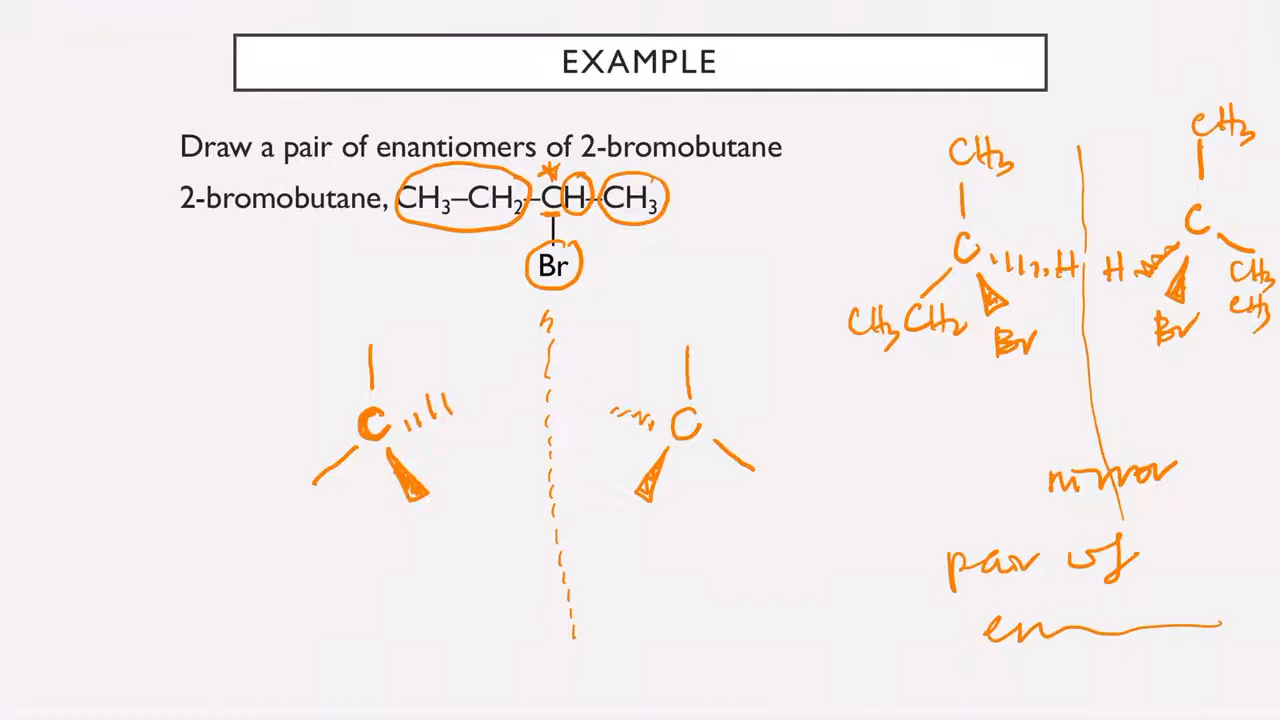 EXAMPLE
Draw a pair of enantiomers of 2-bromobutane
2-bromobutane, CH₃–CH₂–CH–CH₃
Br
C
C
CH₃
C
H
CH₃CH₂
Br
CH₃
C
H
Br
CH₃
CH₃
mirror
pair of
en